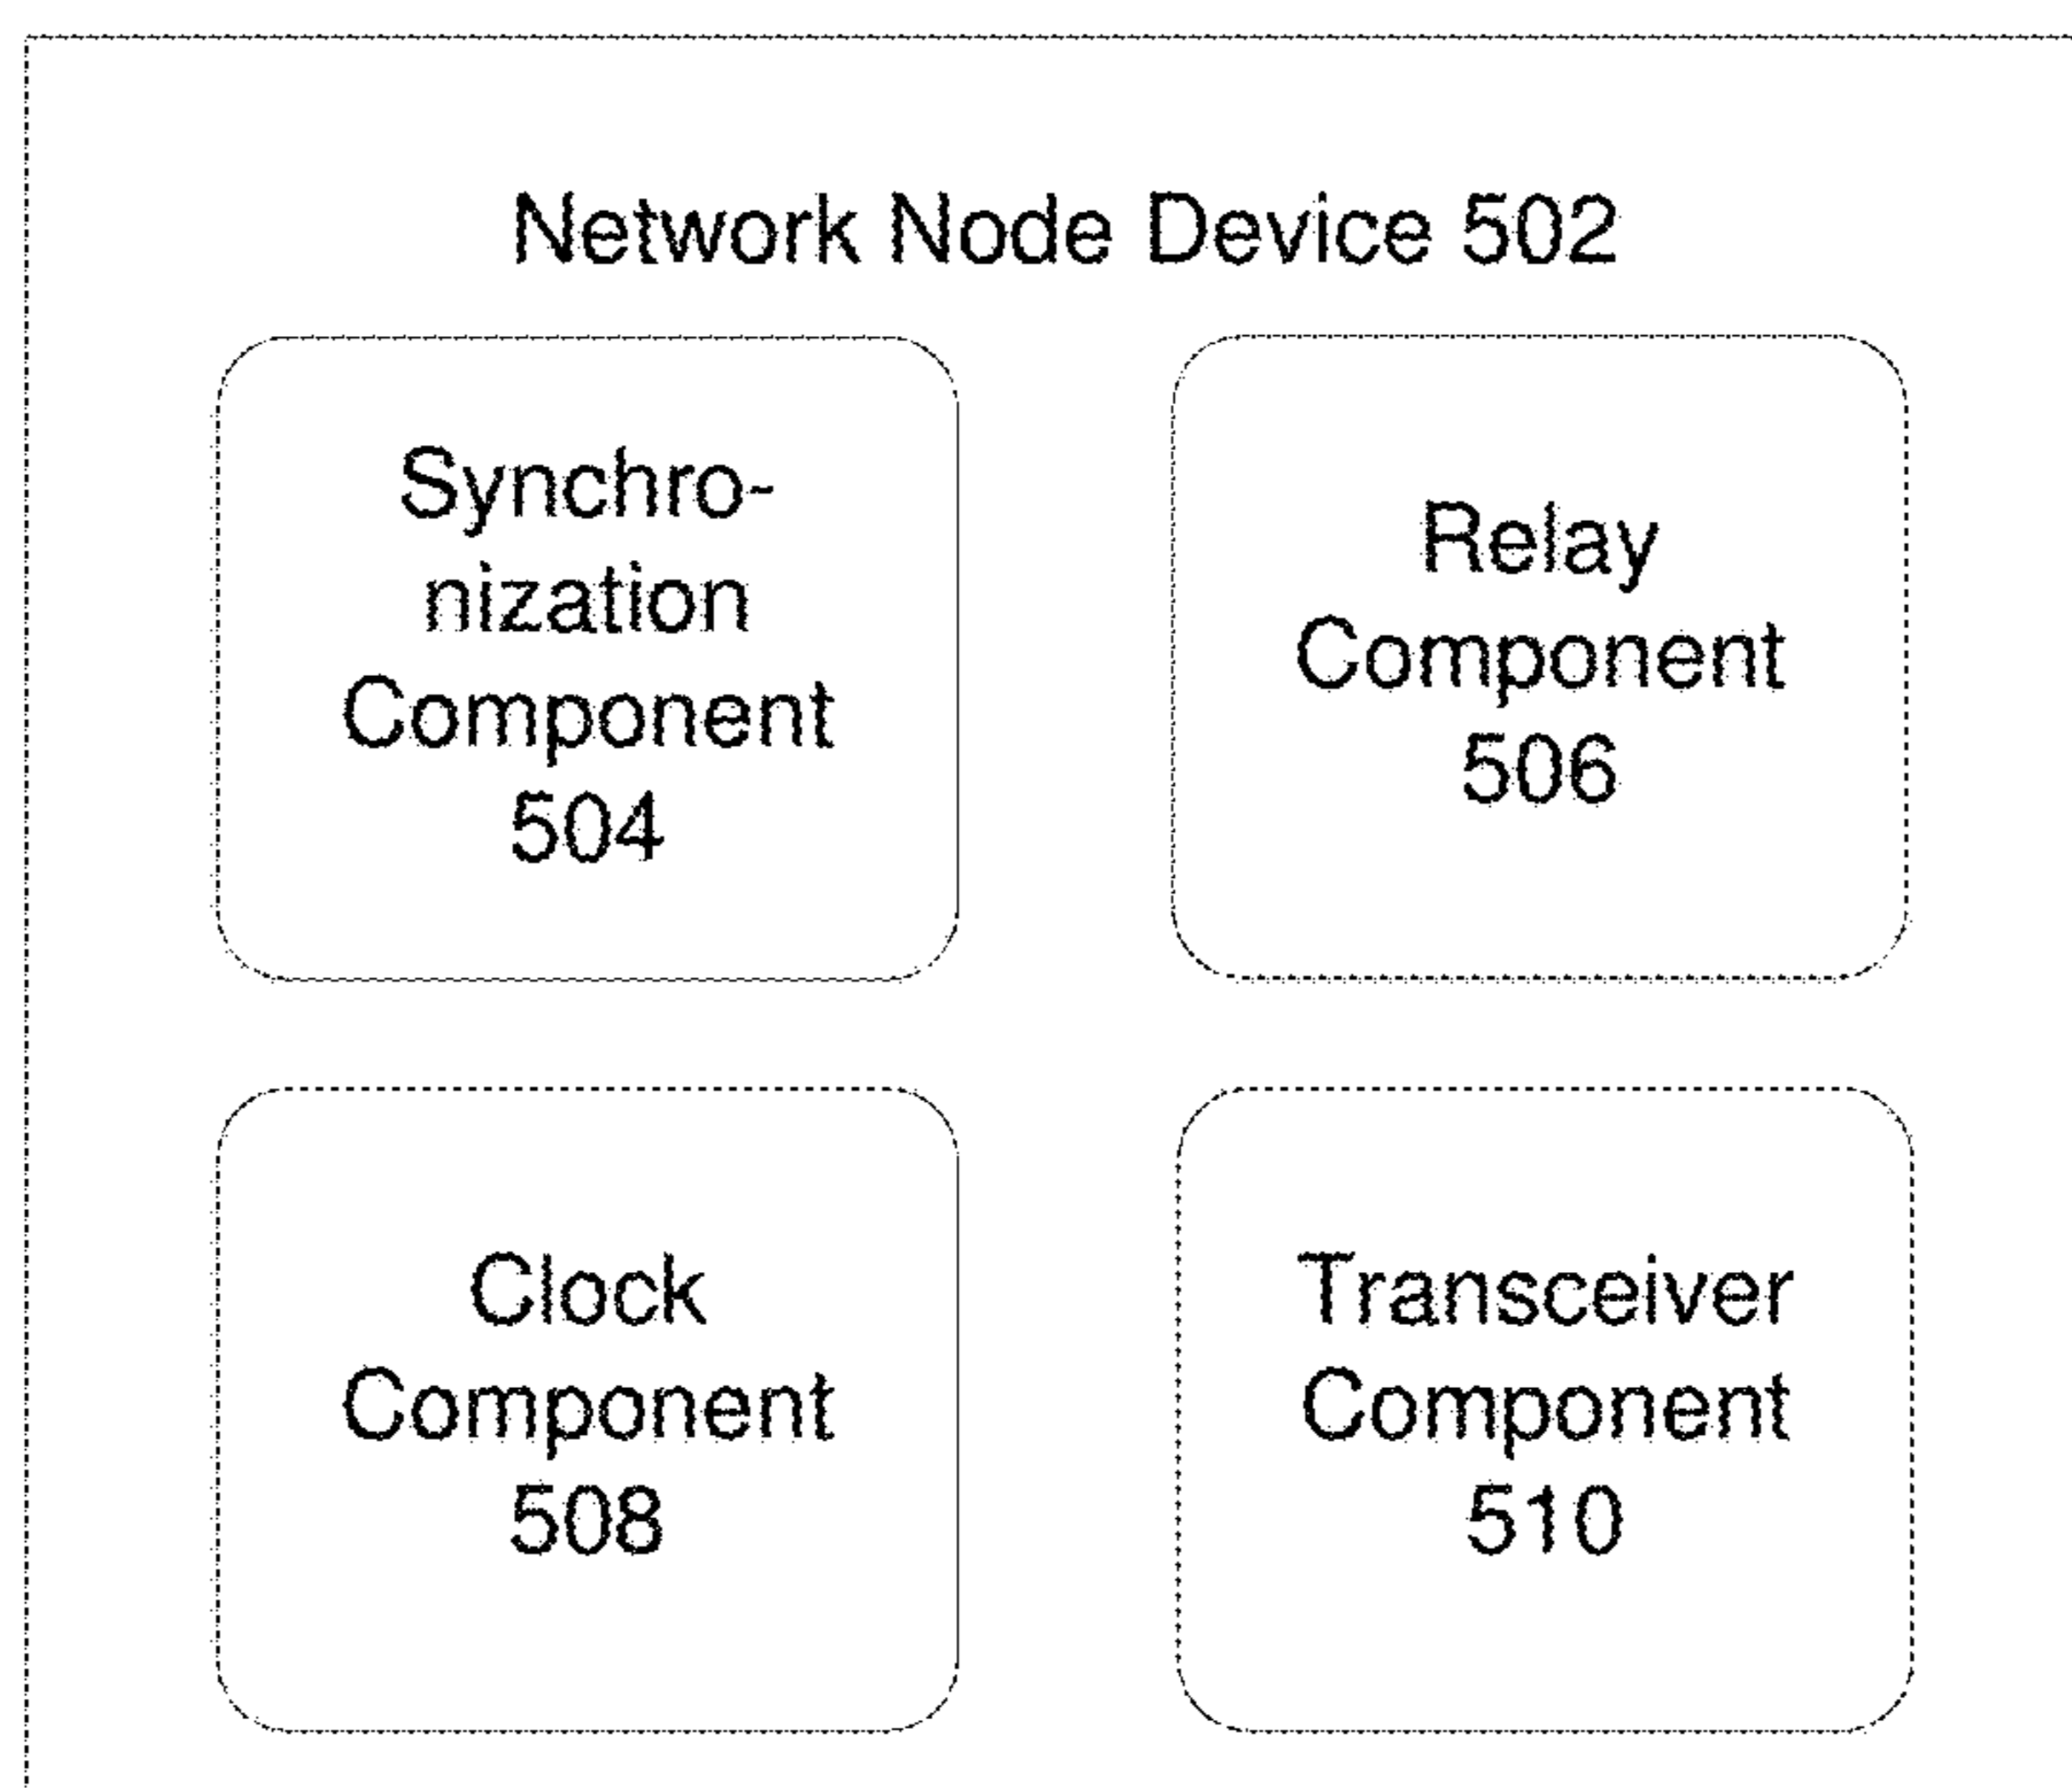 Network Node Device 502
Synchro-
nization
Component
504
Relay
Component
506
Clock
Component
508
Transceiver
Component
510